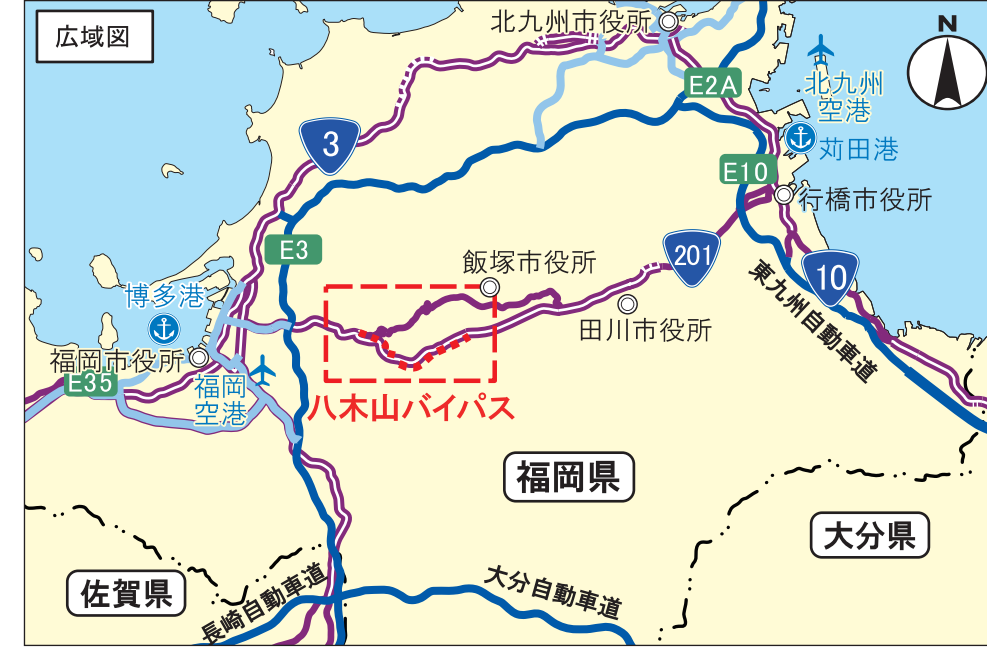 広域図
北九州市役所
N
E2A
北九州
空港
3
苅田港
E10
行橋市役所
E3
201
飯塚市役所
10
博多港
東九州自動車道
田川市役所
福岡市役所
E35
福岡
空港
八木山バイパス
福岡県
大分県
佐賀県
長崎自動車道
大分自動車道